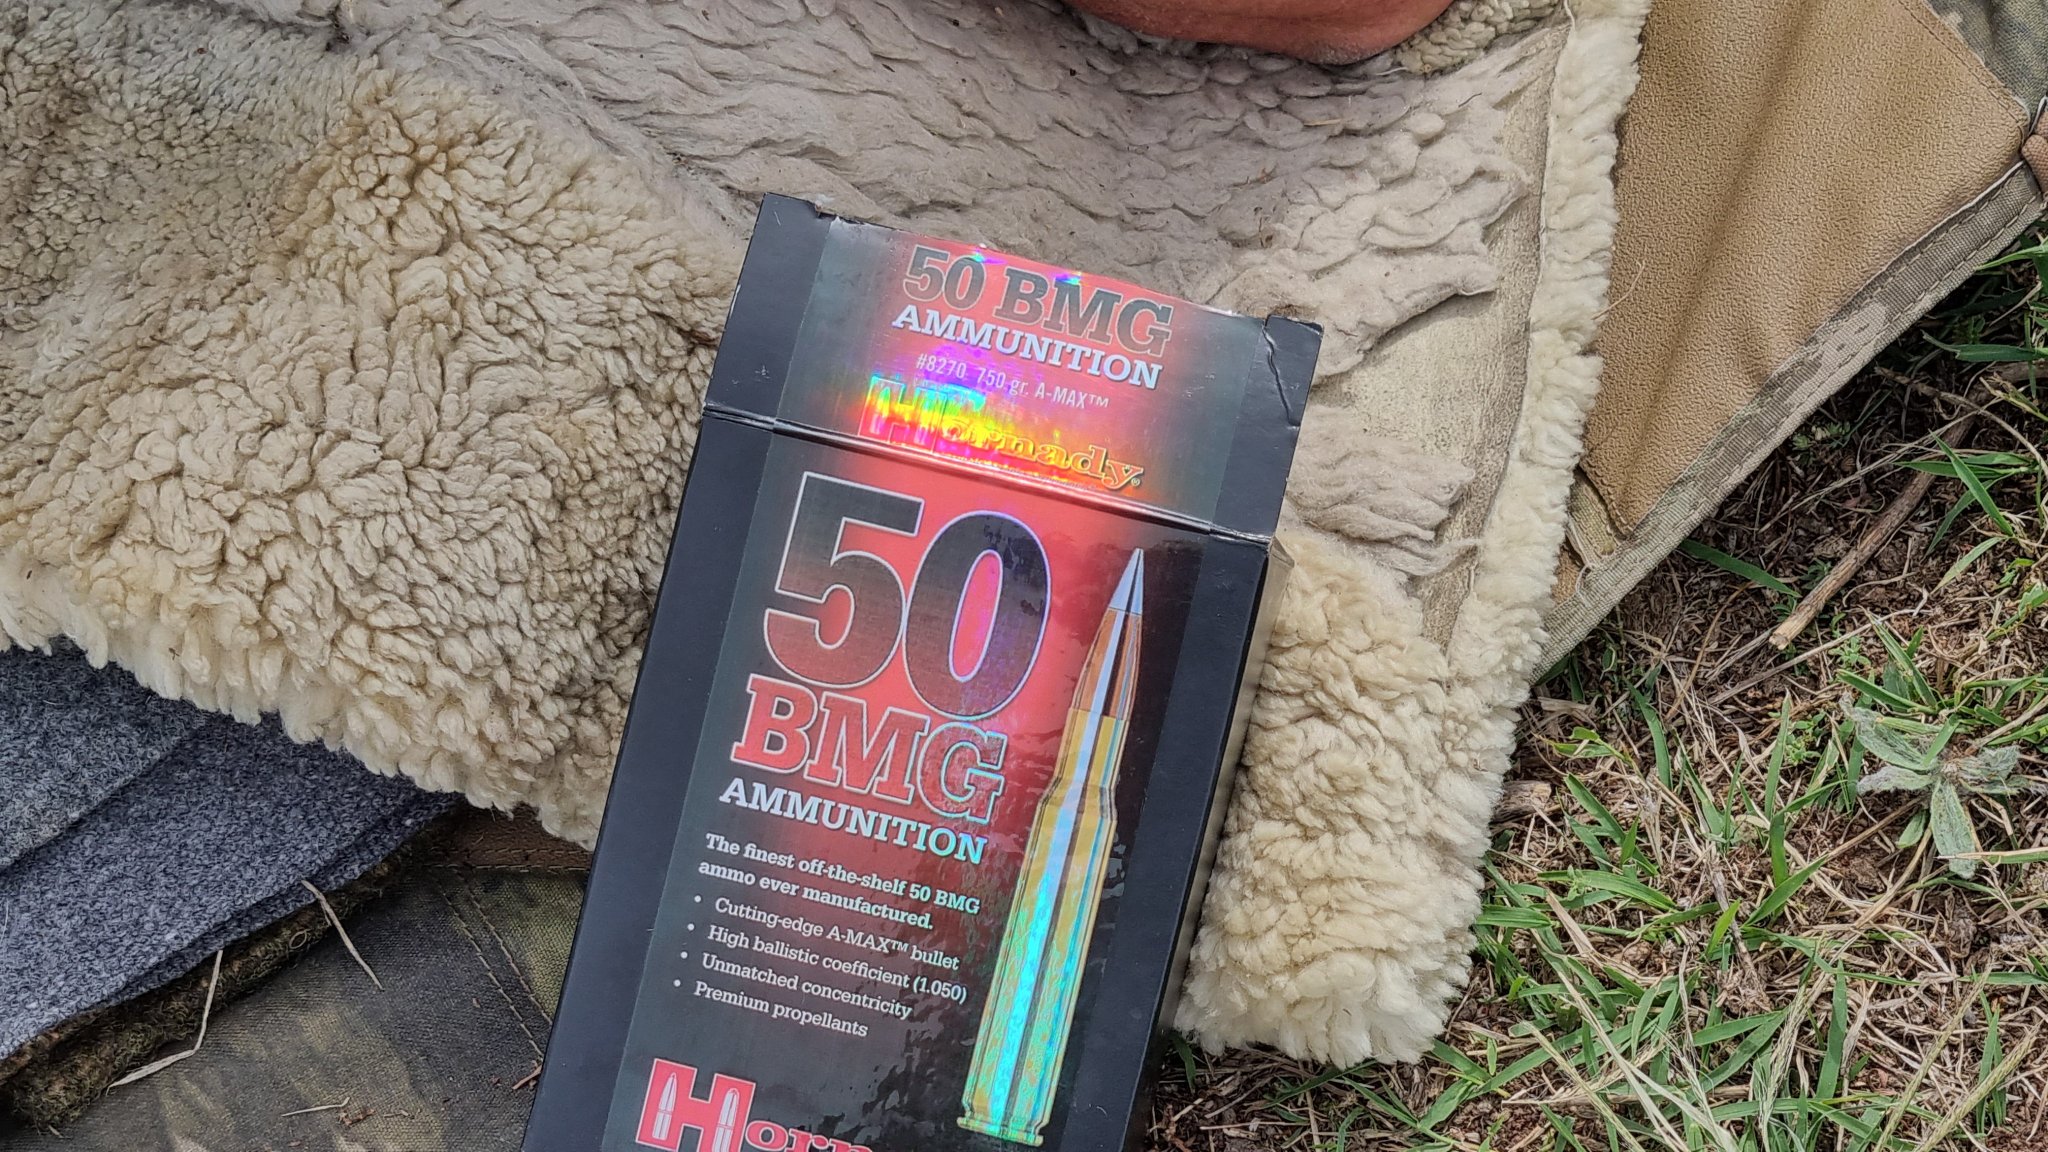 50 BMG
AMMUNITION
#8270 750 gr. A-MAX™
Hornady®
50
BMG
AMMUNITION
The finest off-the-shelf 50 BMG
ammo ever manufactured.
• Cutting-edge A-MAX™ bullet
• High ballistic coefficient (1.050)
• Unmatched concentricity
• Premium propellants